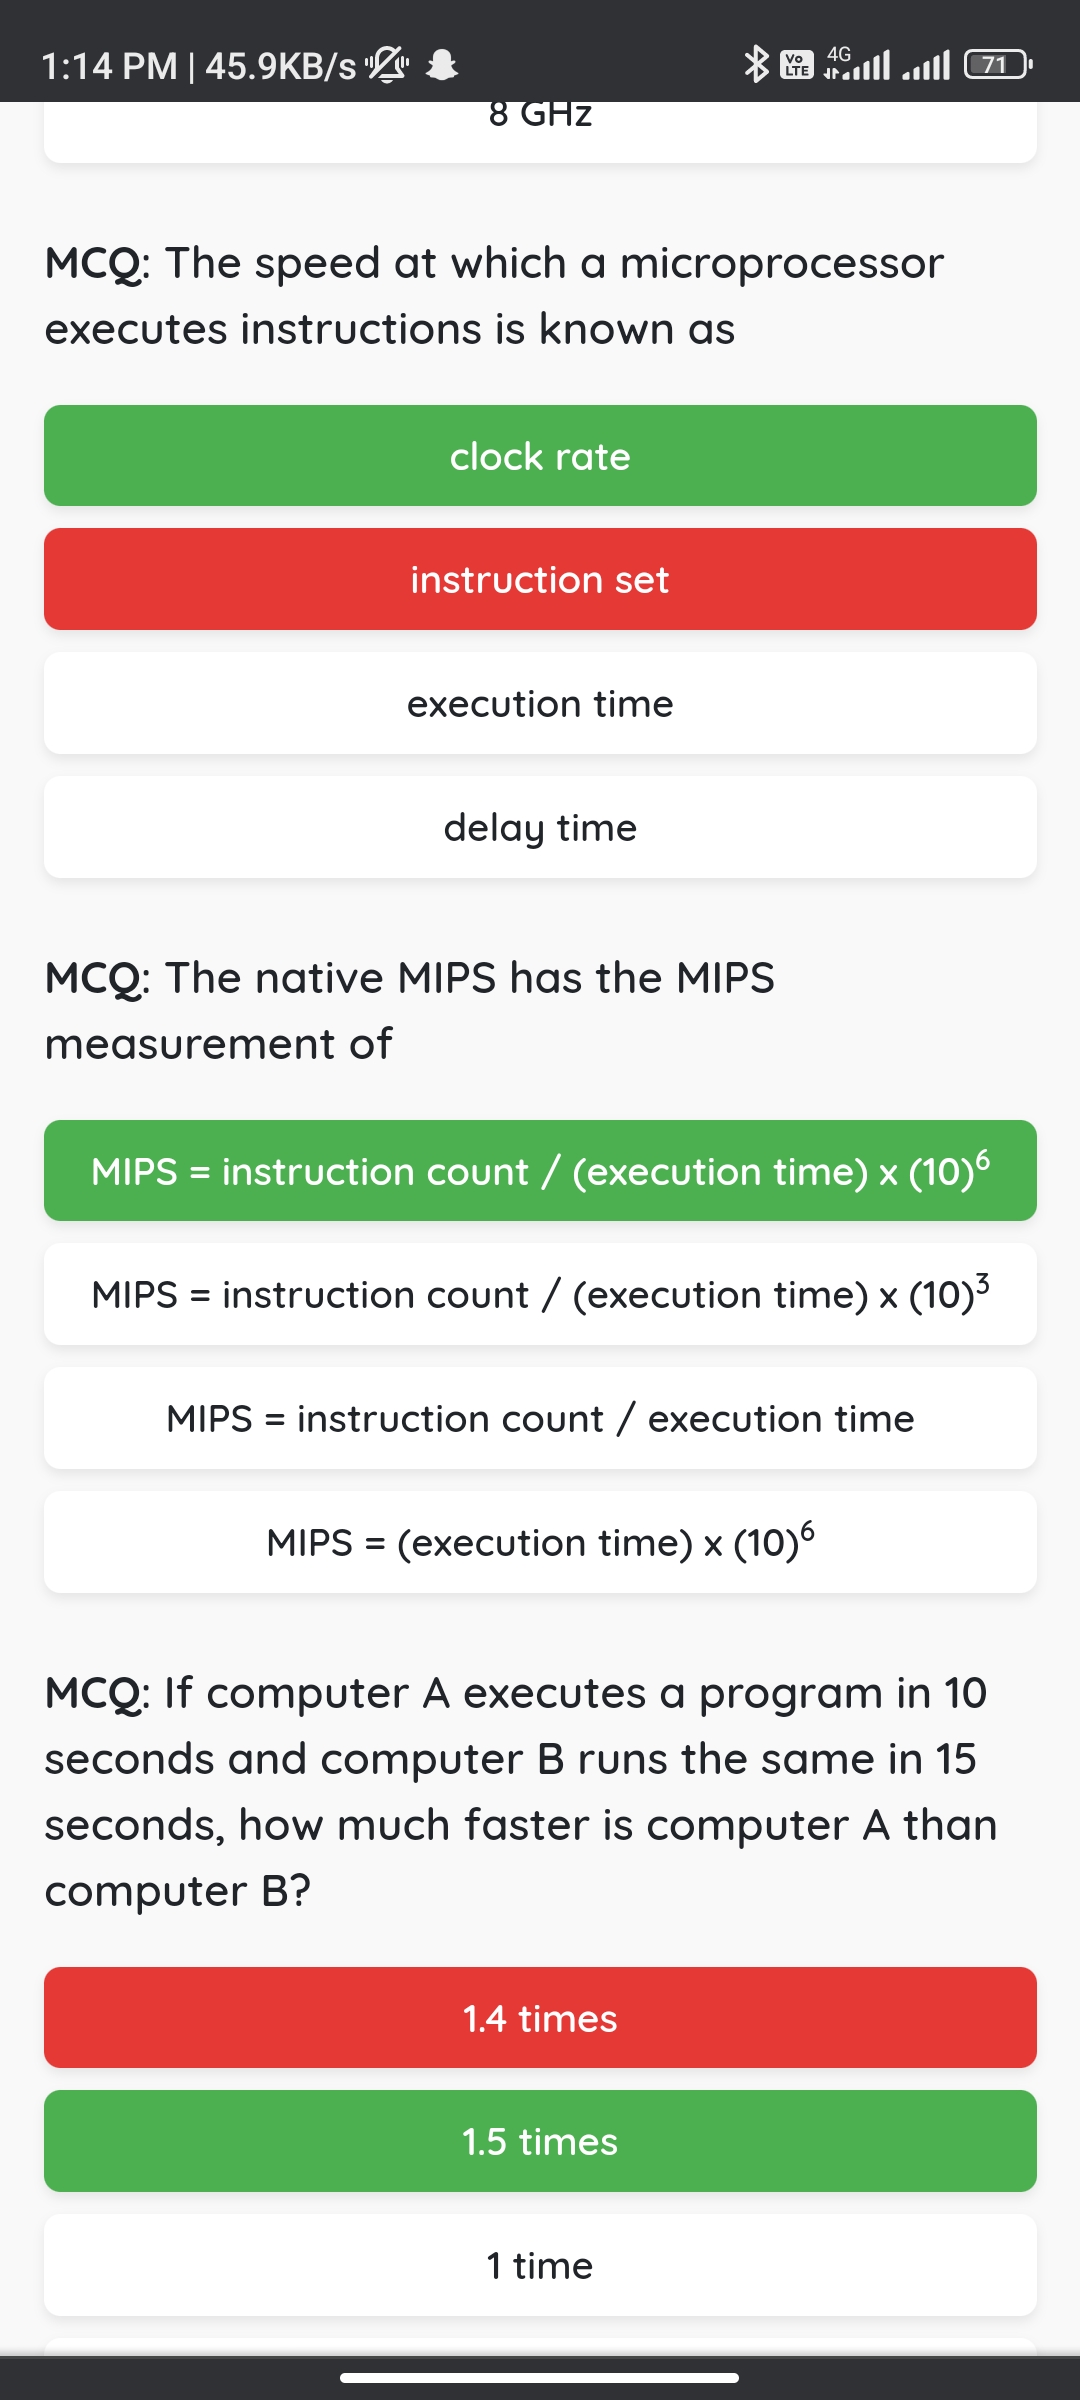 1:14 PM | 45.9KB/s Vo LTE 4G 71
8 GHz
MCQ: The speed at which a microprocessor
executes instructions is known as
clock rate
instruction set
execution time
delay time
MCQ: The native MIPS has the MIPS
measurement of
MIPS = instruction count / (execution time) x (10)⁶
MIPS = instruction count / (execution time) x (10)³
MIPS = instruction count / execution time
MIPS = (execution time) x (10)⁶
MCQ: If computer A executes a program in 10
seconds and computer B runs the same in 15
seconds, how much faster is computer A than
computer B?
1.4 times
1.5 times
1 time